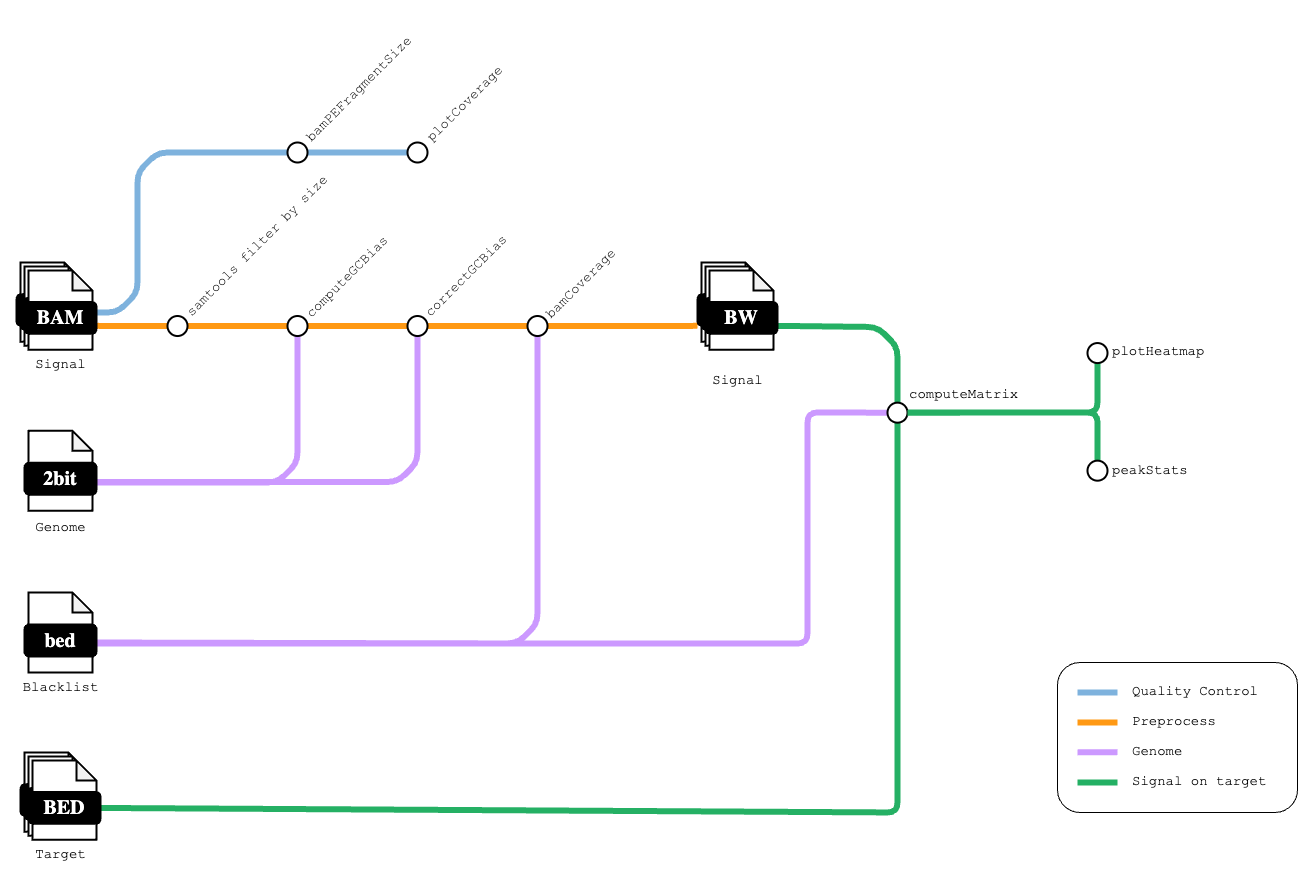 bamPEFragmentSize
plotCoverage
samtools filter by size
computeGCBias
correctGCBias
bamCoverage
BAM
Signal
BW
Signal
computeMatrix
plotHeatmap
peakStats
2bit
Genome
bed
Blacklist
BED
Target
Quality Control
Preprocess
Genome
Signal on target